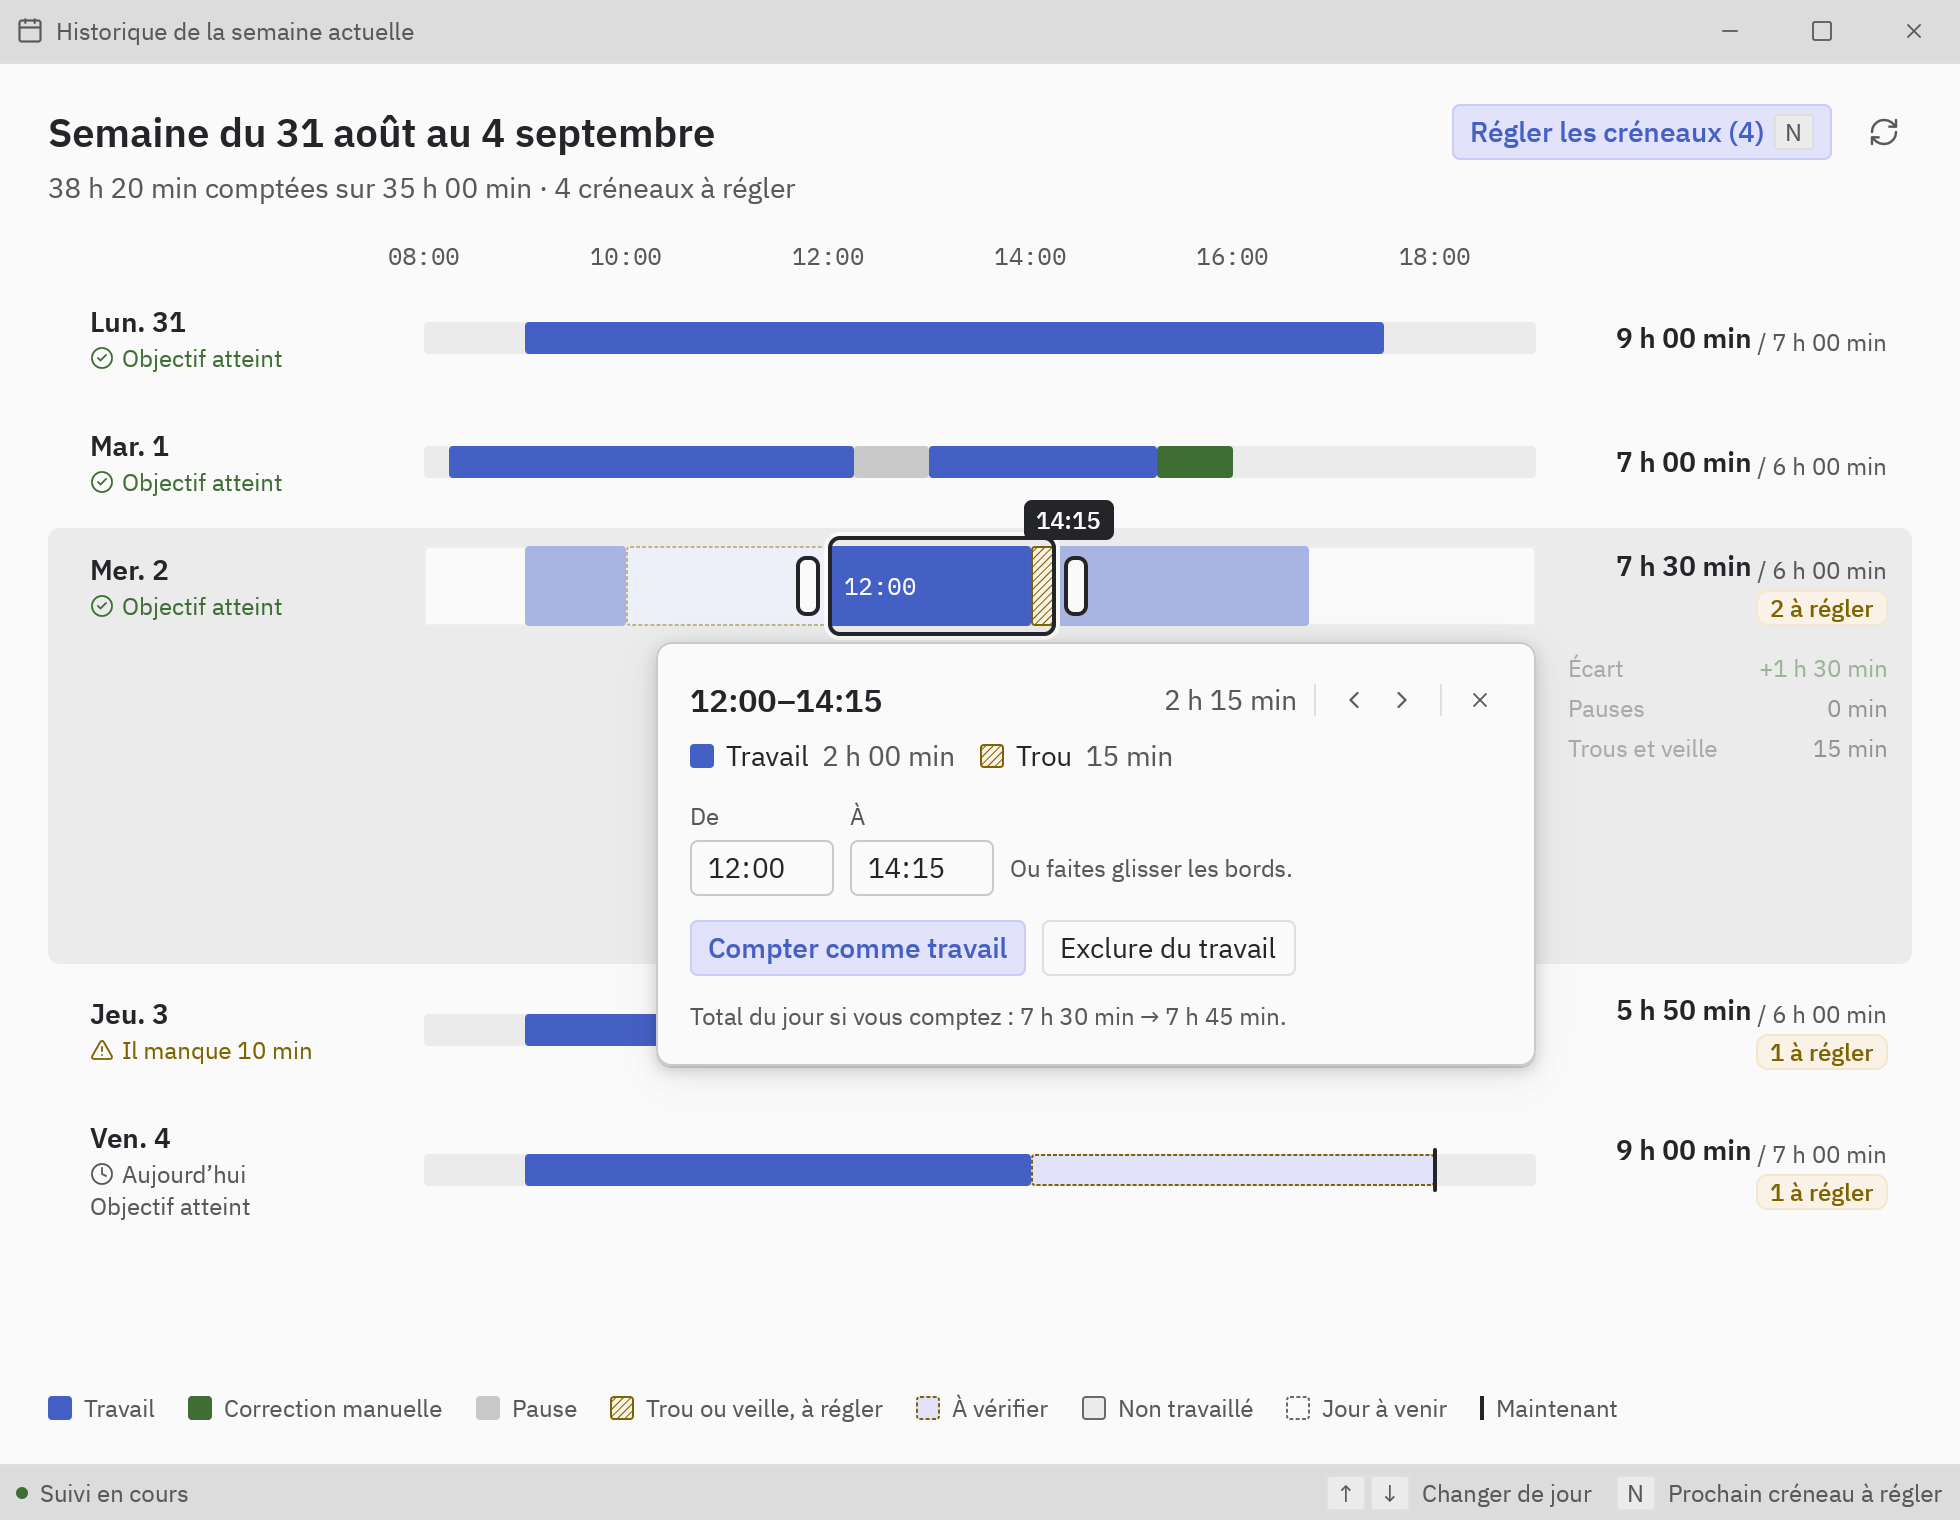 Historique de la semaine actuelle
Semaine du 31 août au 4 septembre
Régler les créneaux (4) N
38 h 20 min comptées sur 35 h 00 min · 4 créneaux à régler
08:00 10:00 12:00 14:00 16:00 18:00
Lun. 31
Objectif atteint
9 h 00 min / 7 h 00 min
Mar. 1
Objectif atteint
7 h 00 min / 6 h 00 min
14:15
Mer. 2
Objectif atteint
12:00
7 h 30 min / 6 h 00 min
2 à régler
Écart +1 h 30 min
Pauses 0 min
Trous et veille 15 min
12:00–14:15 2 h 15 min
Travail 2 h 00 min Trou 15 min
De À
12:00 14:15 Ou faites glisser les bords.
Compter comme travail Exclure du travail
Total du jour si vous comptez : 7 h 30 min → 7 h 45 min.
Jeu. 3
Il manque 10 min
5 h 50 min / 6 h 00 min
1 à régler
Ven. 4
Aujourd’hui
Objectif atteint
9 h 00 min / 7 h 00 min
1 à régler
Travail Correction manuelle Pause Trou ou veille, à régler À vérifier Non travaillé Jour à venir Maintenant
Suivi en cours
↑ ↓ Changer de jour N Prochain créneau à régler